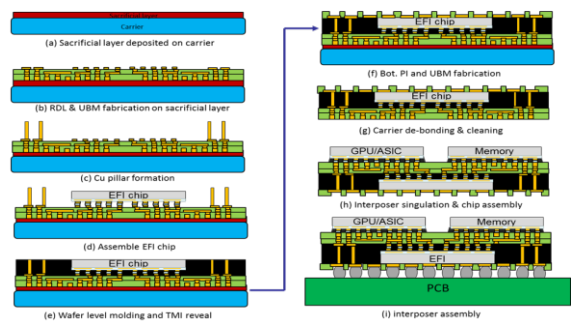 Sacrificial layer
Carrier
(a) Sacrificial layer deposited on carrier
(b) RDL & UBM fabrication on sacrificial layer
(c) Cu pillar formation
EFI chip
(d) Assemble EFI chip
EFI chip
(e) Wafer level molding and TMI reveal
EFI chip
(f) Bot. PI and UBM fabrication
EFI chip
(g) Carrier de-bonding & cleaning
GPU/ASIC
Memory
(h) Interposer singulation & chip assembly
GPU/ASIC
Memory
EFI
PCB
(i) interposer assembly